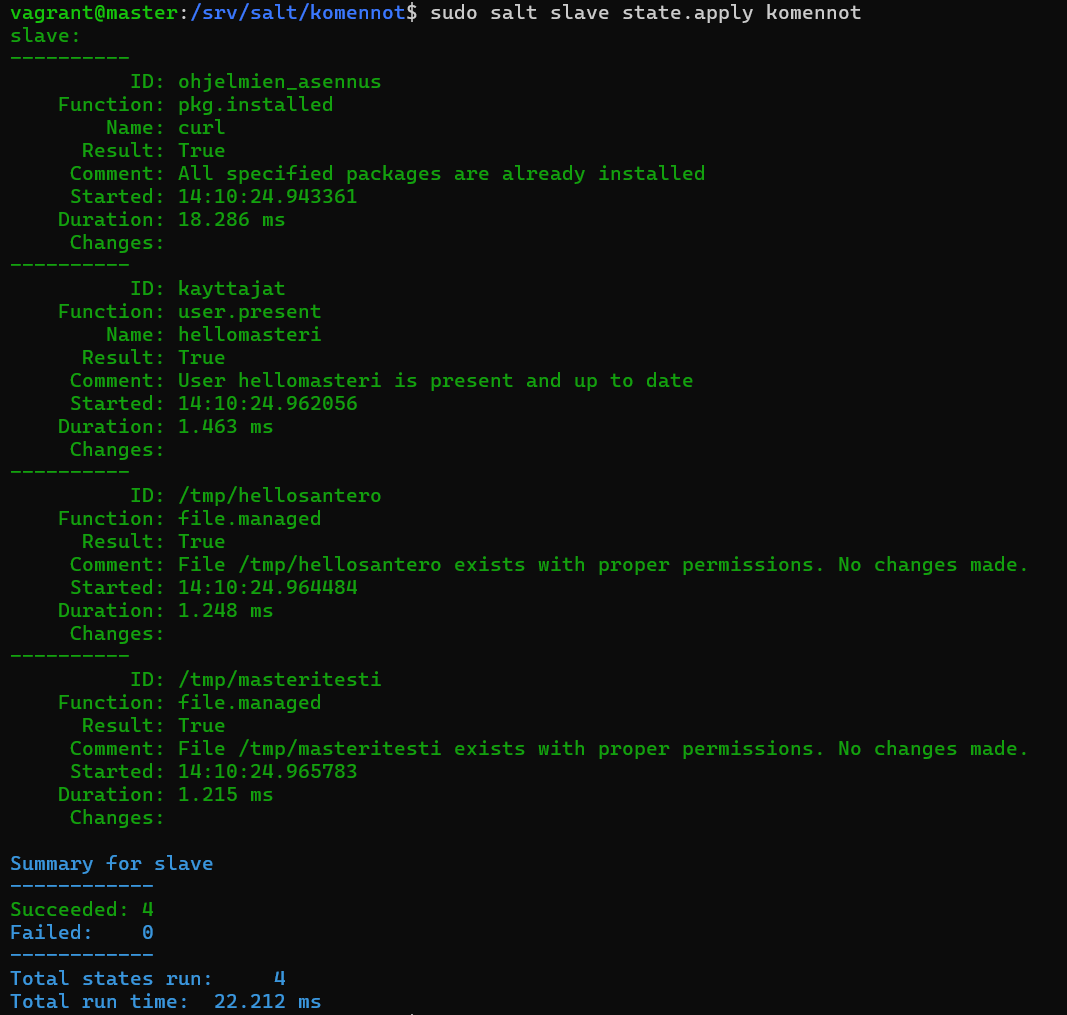 vagrant@master:/srv/salt/komennot$ sudo salt slave state.apply komennot
slave:
----------
          ID: ohjelmien_asennus
    Function: pkg.installed
        Name: curl
      Result: True
     Comment: All specified packages are already installed
     Started: 14:10:24.943361
    Duration: 18.286 ms
     Changes:
----------
          ID: kayttajat
    Function: user.present
        Name: hellomasteri
      Result: True
     Comment: User hellomasteri is present and up to date
     Started: 14:10:24.962056
    Duration: 1.463 ms
     Changes:
----------
          ID: /tmp/hellosantero
    Function: file.managed
      Result: True
     Comment: File /tmp/hellosantero exists with proper permissions. No changes made.
     Started: 14:10:24.964484
    Duration: 1.248 ms
     Changes:
----------
          ID: /tmp/masteritesti
    Function: file.managed
      Result: True
     Comment: File /tmp/masteritesti exists with proper permissions. No changes made.
     Started: 14:10:24.965783
    Duration: 1.215 ms
     Changes:

Summary for slave
------------
Succeeded: 4
Failed:    0
------------
Total states run:     4
Total run time:  22.212 ms